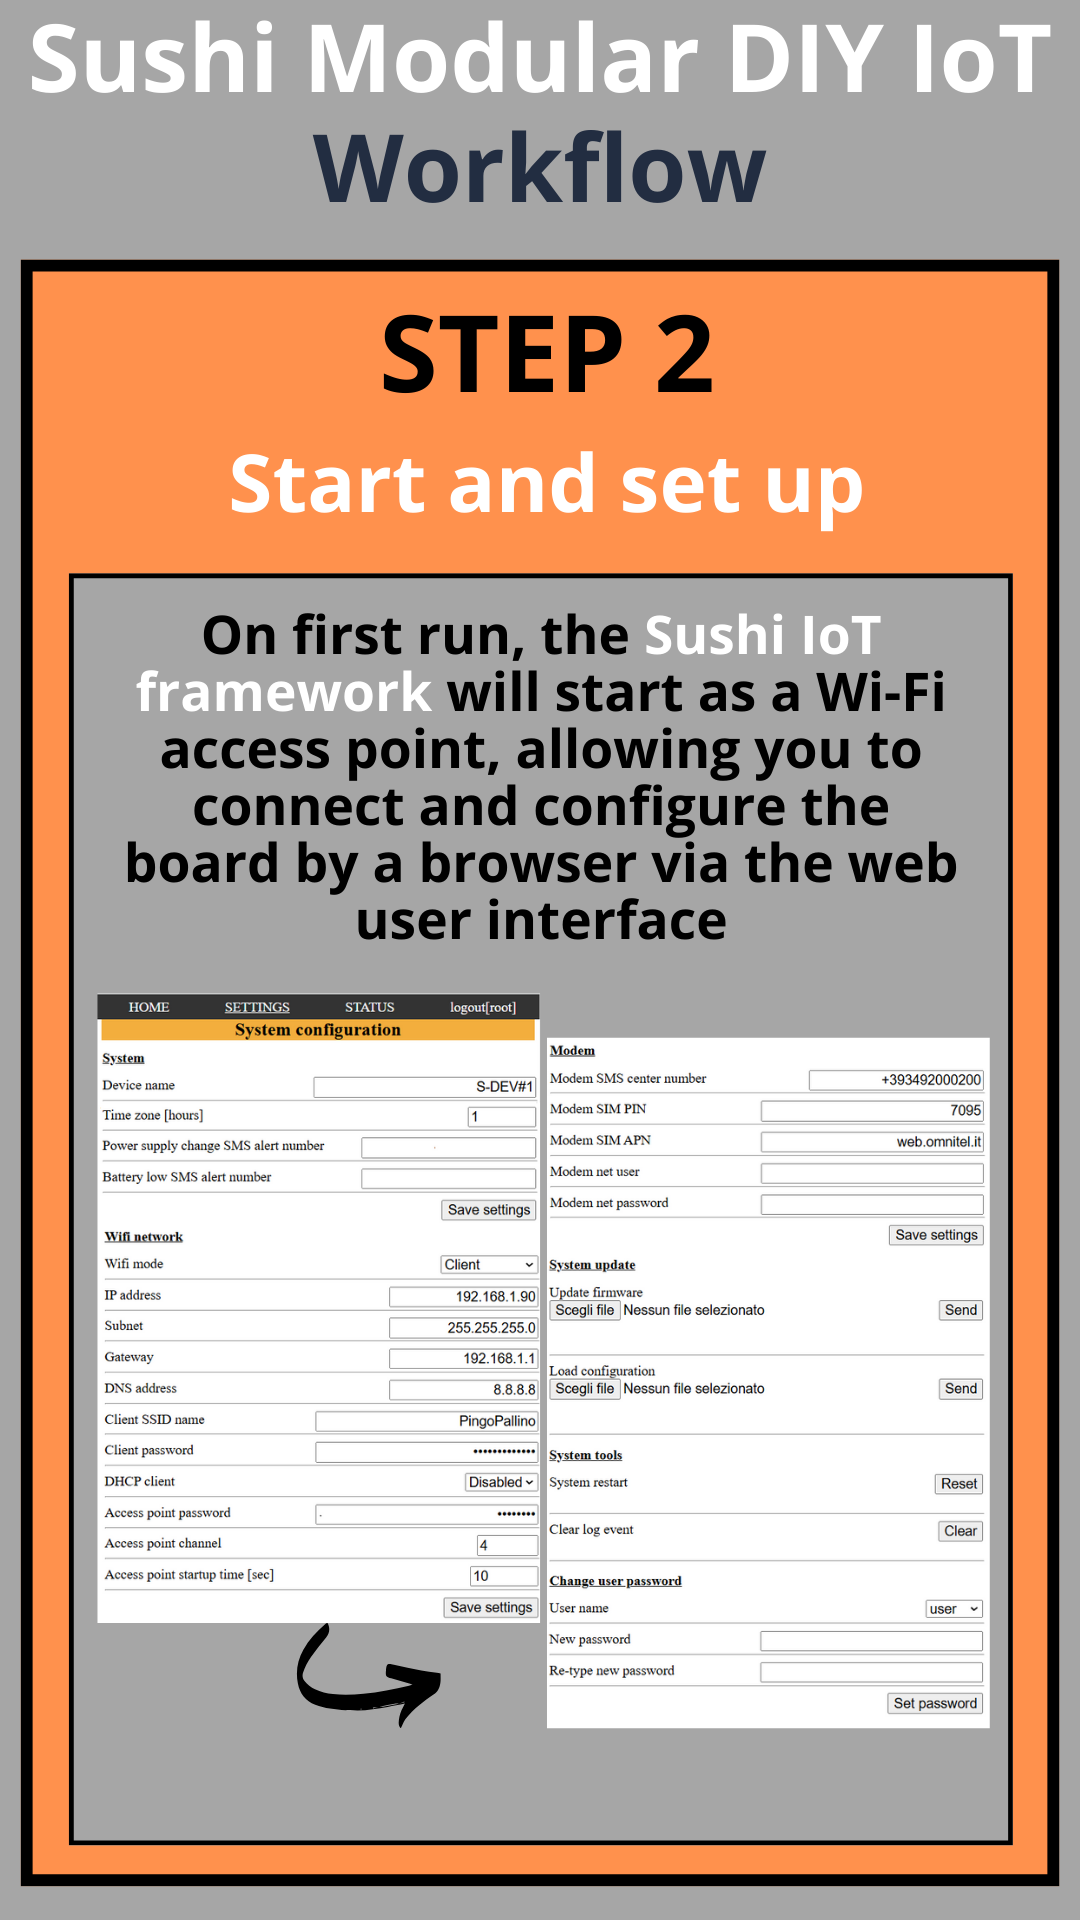 Sushi Modular DIY IoT
Workflow
STEP 2
Start and set up
On first run, the Sushi IoT
framework will start as a Wi-Fi
access point, allowing you to
connect and configure the
board by a browser via the web
user interface
HOME SETTINGS STATUS logout[root]
System configuration
System
Device name S-DEV#1
Time zone [hours] 1
Power supply change SMS alert number
Battery low SMS alert number
Save settings
Wifi network
Wifi mode Client
IP address 192.168.1.90
Subnet 255.255.255.0
Gateway 192.168.1.1
DNS address 8.8.8.8
Client SSID name PingoPallino
Client password •••••••••••••
DHCP client Disabled
Access point password ••••••••
Access point channel 4
Access point startup time [sec] 10
Save settings
Modem
Modem SMS center number +393492000200
Modem SIM PIN 7095
Modem SIM APN web.omnitel.it
Modem net user
Modem net password
Save settings
System update
Update firmware
Scegli file Nessun file selezionato Send
Load configuration
Scegli file Nessun file selezionato Send
System tools
System restart Reset
Clear log event Clear
Change user password
User name user
New password
Re-type new password
Set password